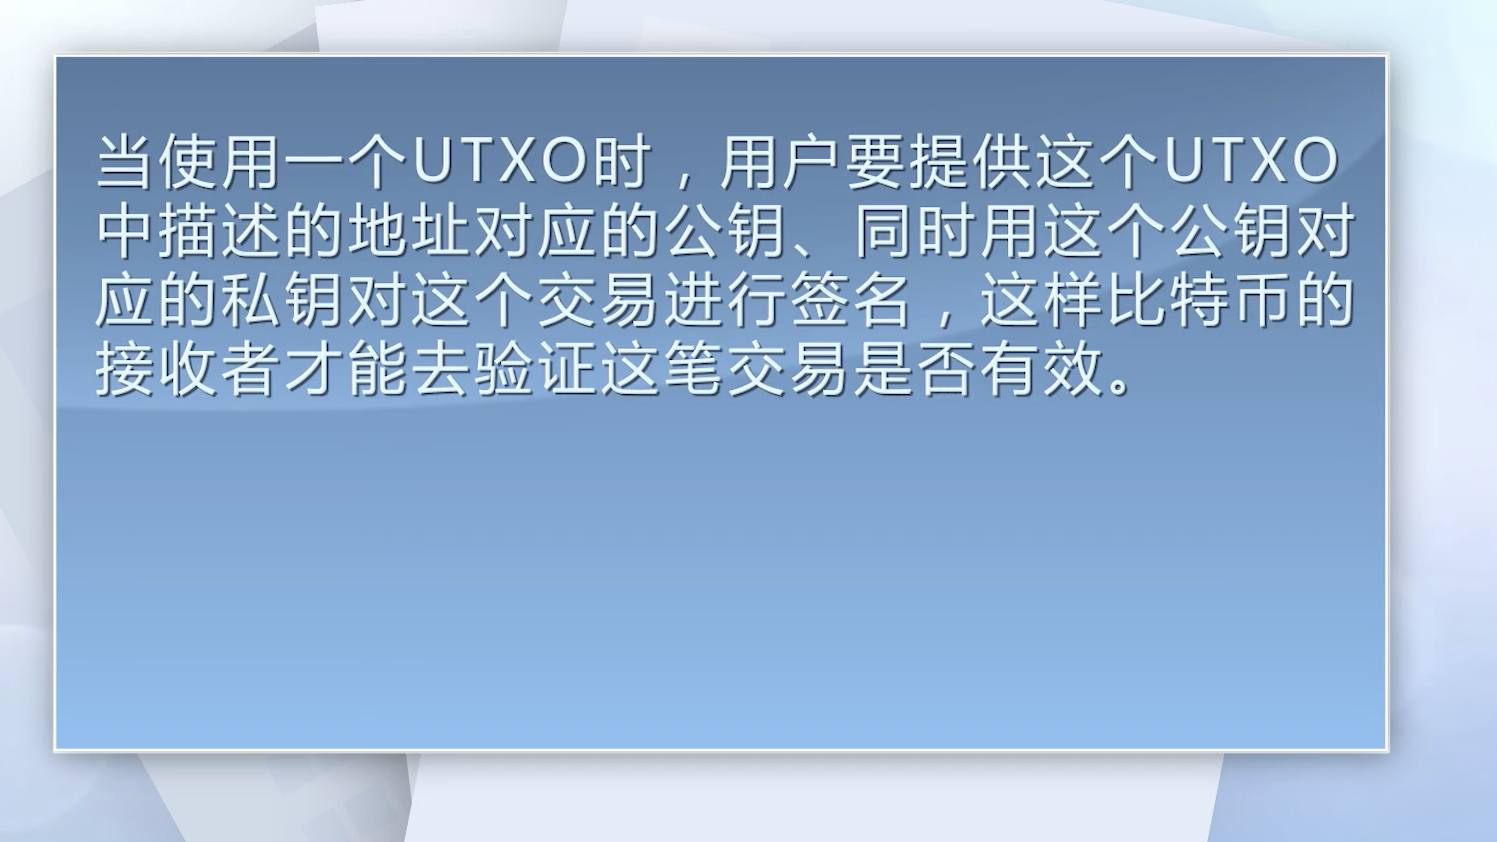 当使用一个UTXO时，用户要提供这个UTXO
中描述的地址对应的公钥、同时用这个公钥对
应的私钥对这个交易进行签名，这样比特币的
接收者才能去验证这笔交易是否有效。